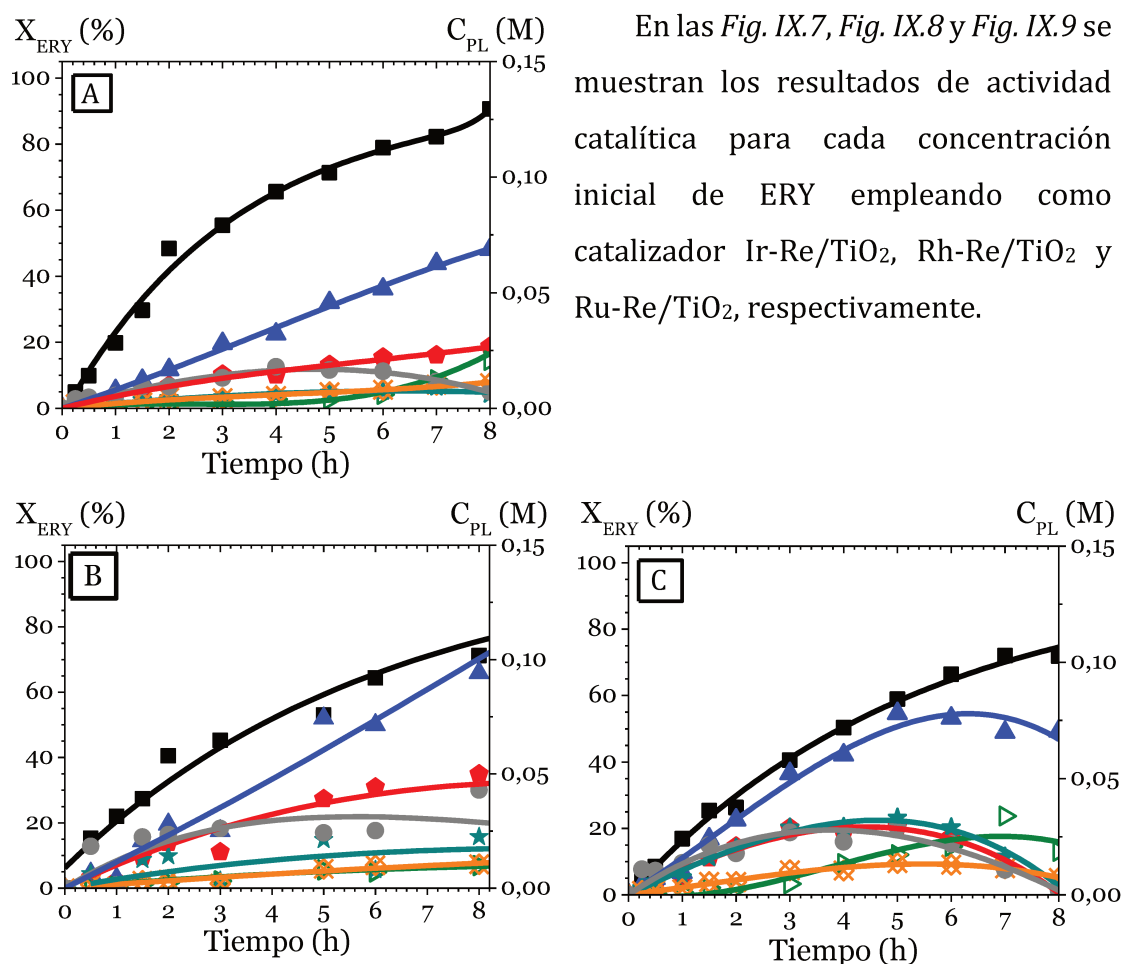 X_ERY (%)
C_PL (M)
A
100
80
60
40
20
0
0,15
0,10
0,05
0,00
0 1 2 3 4 5 6 7 8
Tiempo (h)
En las Fig. IX.7, Fig. IX.8 y Fig. IX.9 se
muestran los resultados de actividad
catalítica para cada concentración
inicial de ERY empleando como
catalizador Ir-Re/TiO2, Rh-Re/TiO2 y
Ru-Re/TiO2, respectivamente.
X_ERY (%)
C_PL (M)
B
100
80
60
40
20
0
0,15
0,10
0,05
0,00
0 1 2 3 4 5 6 7 8
Tiempo (h)
X_ERY (%)
C_PL (M)
C
100
80
60
40
20
0
0,15
0,10
0,05
0,00
0 1 2 3 4 5 6 7 8
Tiempo (h)